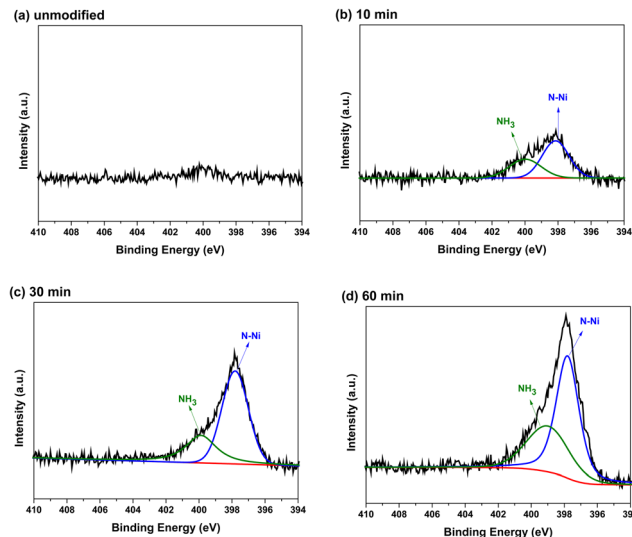 (a) unmodified
Intensity (a.u.)
410 408 406 404 402 400 398 396 394
Binding Energy (eV)
(b) 10 min
N-Ni
NH₃
Intensity (a.u.)
410 408 406 404 402 400 398 396 394
Binding Energy (eV)
(c) 30 min
N-Ni
NH₃
Intensity (a.u.)
410 408 406 404 402 400 398 396 394
Binding Energy (eV)
(d) 60 min
N-Ni
NH₃
Intensity (a.u.)
410 408 406 404 402 400 398 396 39
Binding Energy (eV)